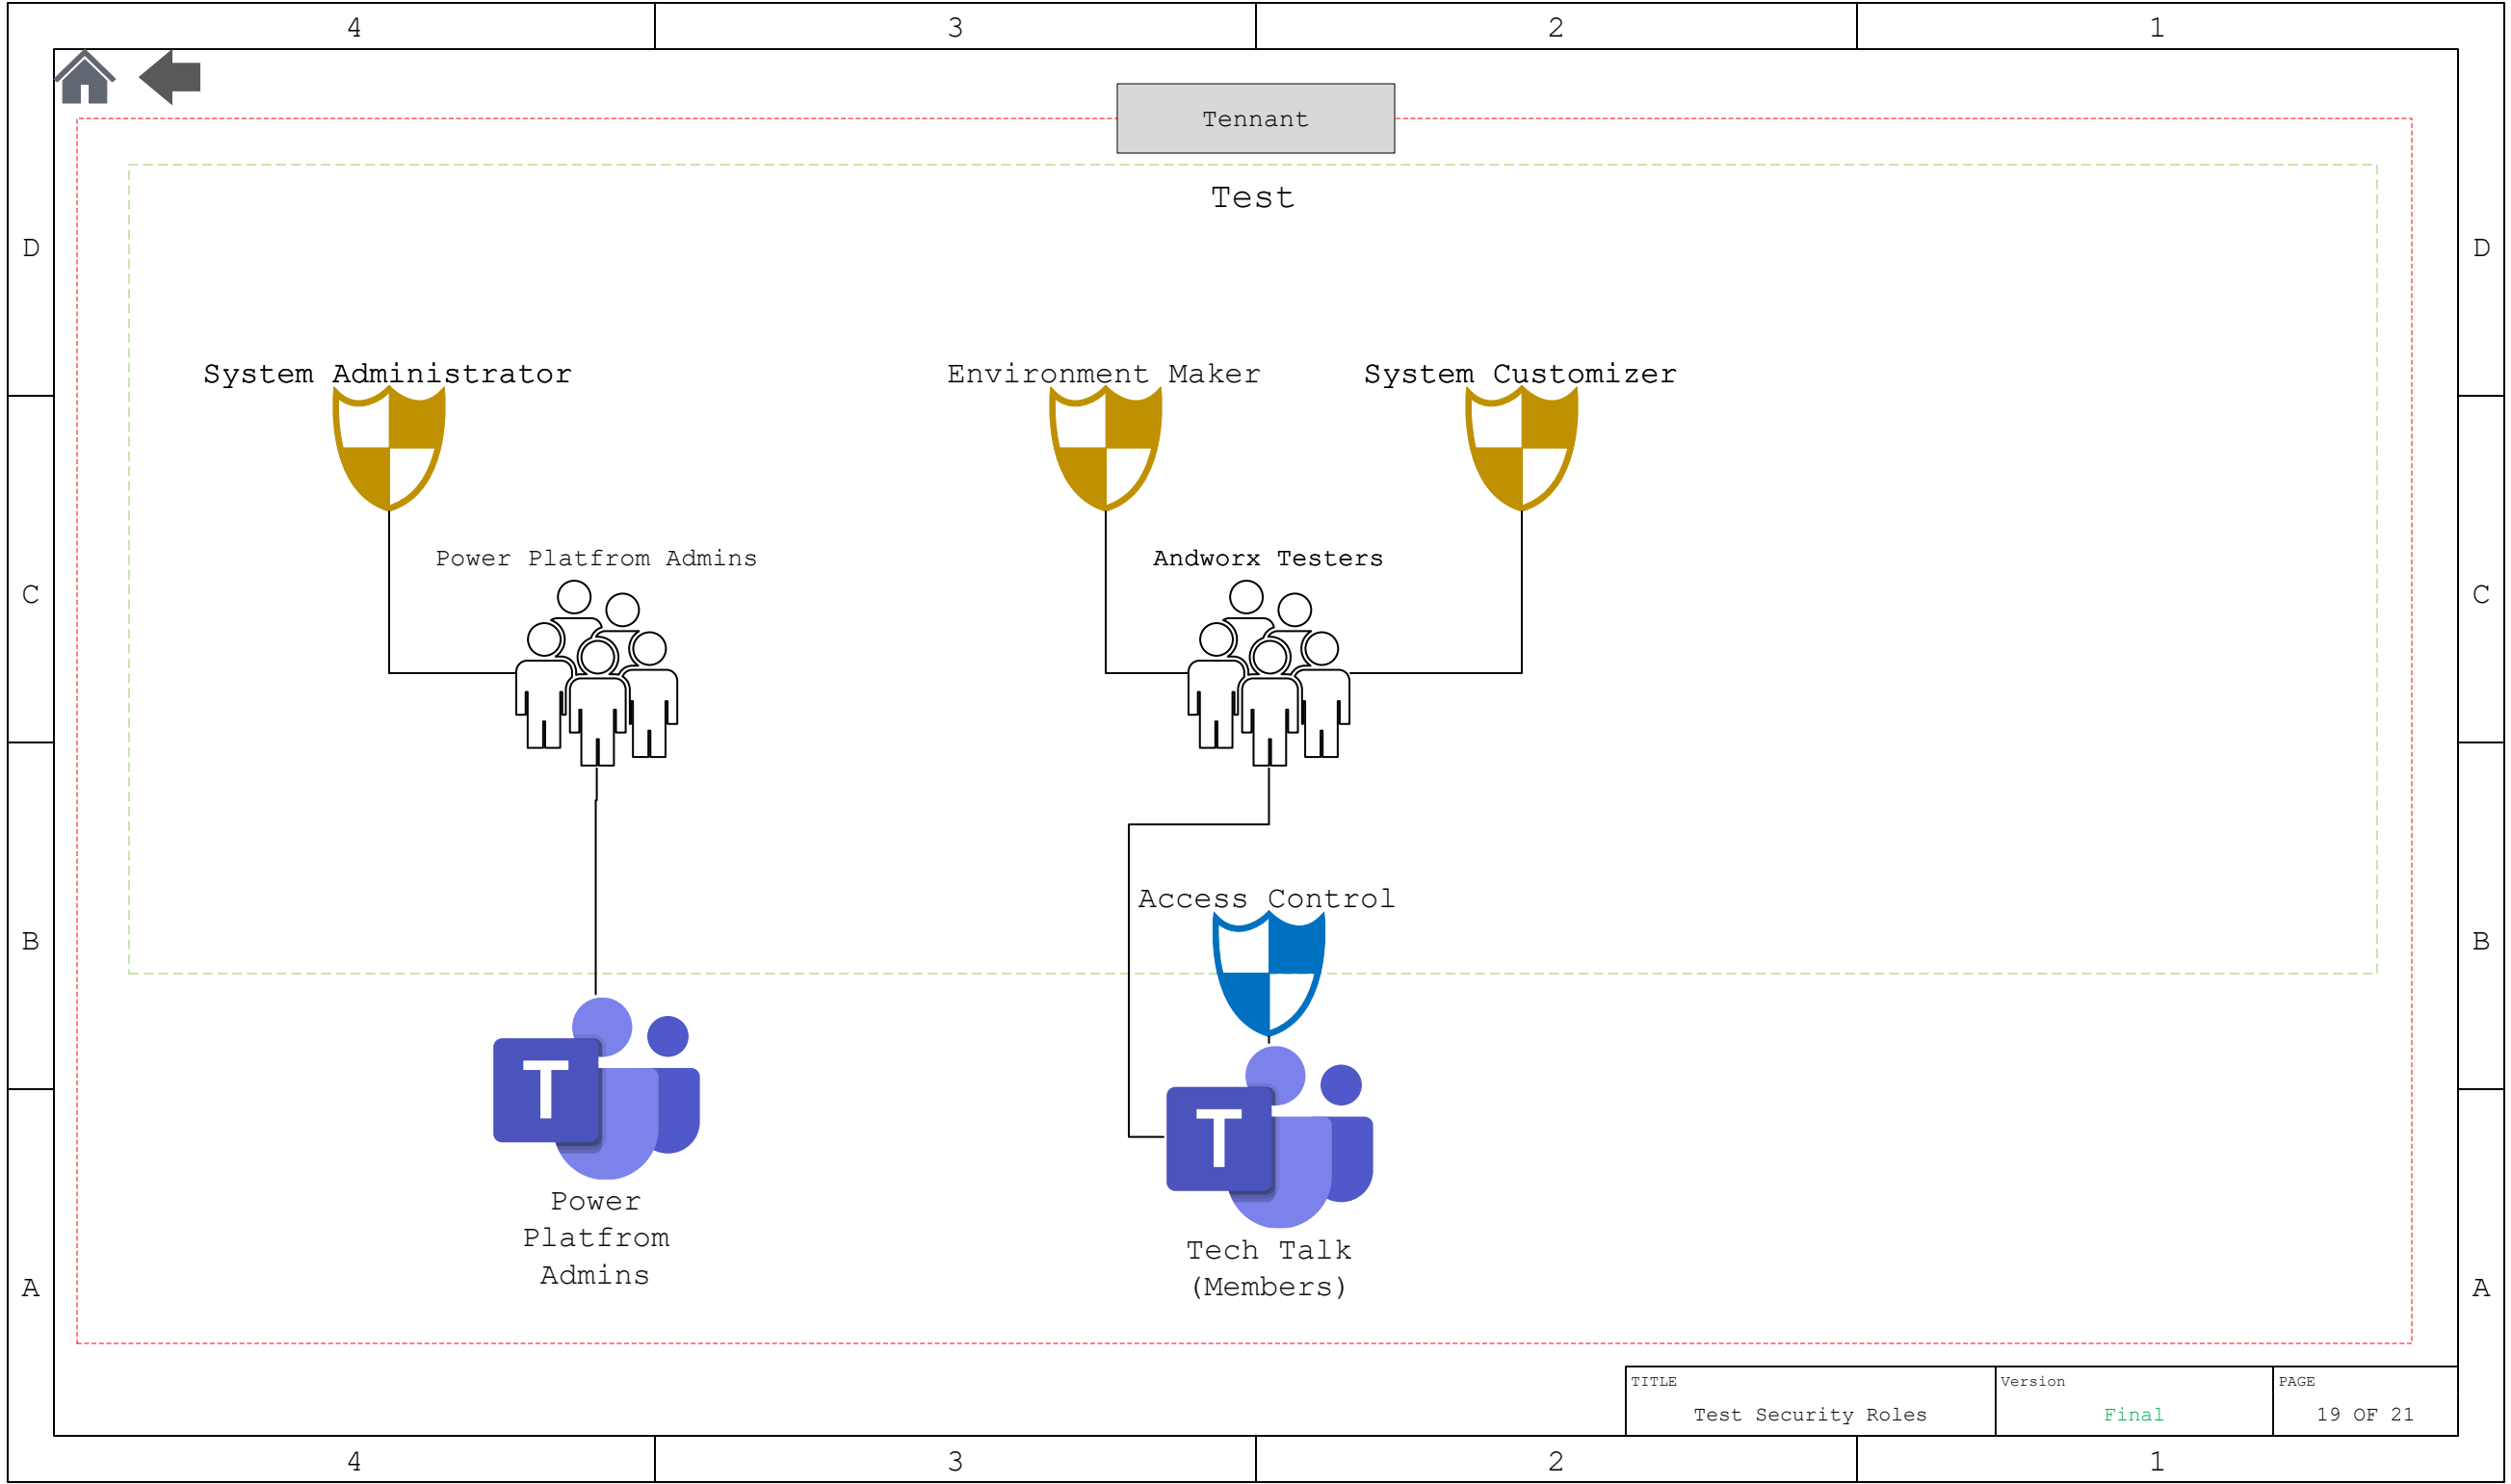 4 3 2 1
Tennant
Test
D D
System Administrator Environment Maker System Customizer
Power Platfrom Admins Andworx Testers
C C
Access Control
B B
T
T
Power
Platfrom
Admins
Tech Talk
(Members)
A A
TITLE Version PAGE
Test Security Roles Final 19 OF 21
4 3 2 1